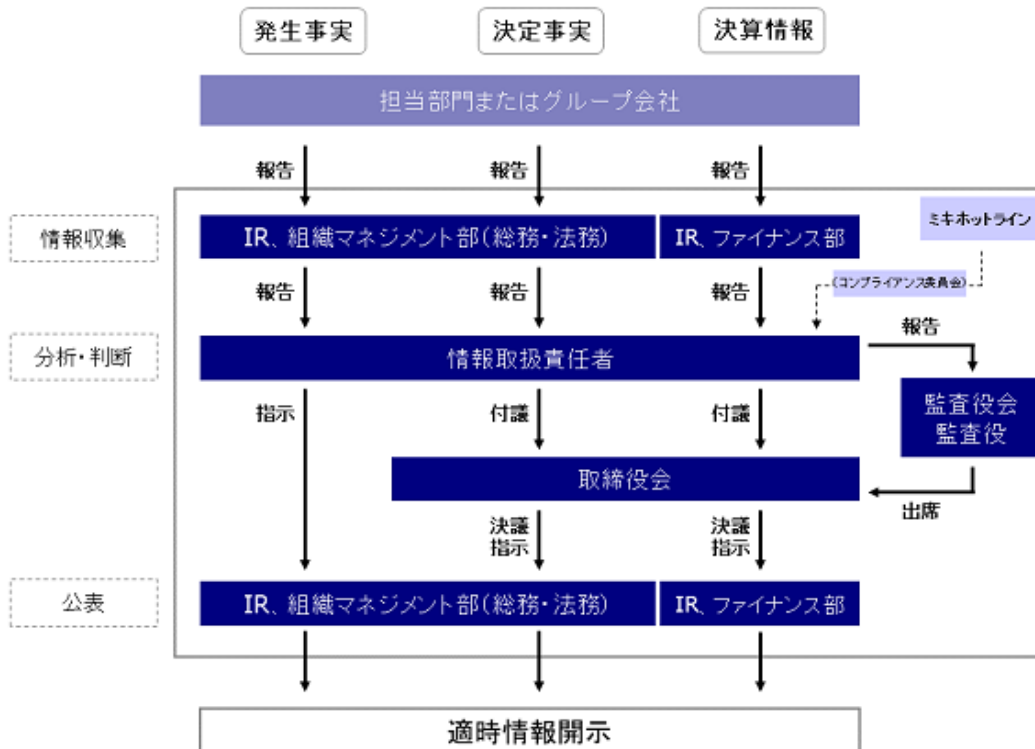 発生事実
決定事実
決算情報
担当部門またはグループ会社
報告
報告
報告
情報収集
IR、組織マネジメント部(総務・法務)
IR、ファイナンス部
ミキホットライン
報告
報告
報告
(コンプライアンス委員会)
分析・判断
情報取扱責任者
報告
監査役会
監査役
指示
付議
付議
取締役会
出席
決議
指示
決議
指示
公表
IR、組織マネジメント部(総務・法務)
IR、ファイナンス部
適時情報開示